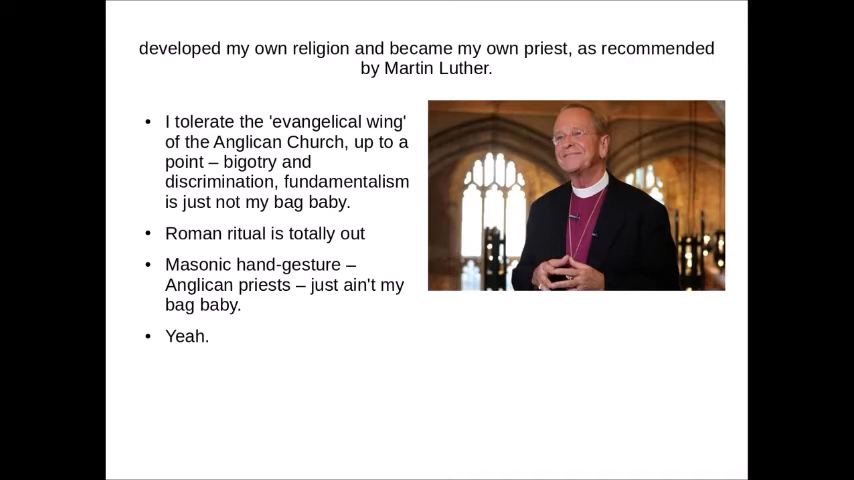 developed my own religion and became my own priest, as recommended
by Martin Luther.
• I tolerate the 'evangelical wing'
of the Anglican Church, up to a
point – bigotry and
discrimination, fundamentalism
is just not my bag baby.
• Roman ritual is totally out
• Masonic hand-gesture –
Anglican priests – just ain't my
bag baby.
• Yeah.